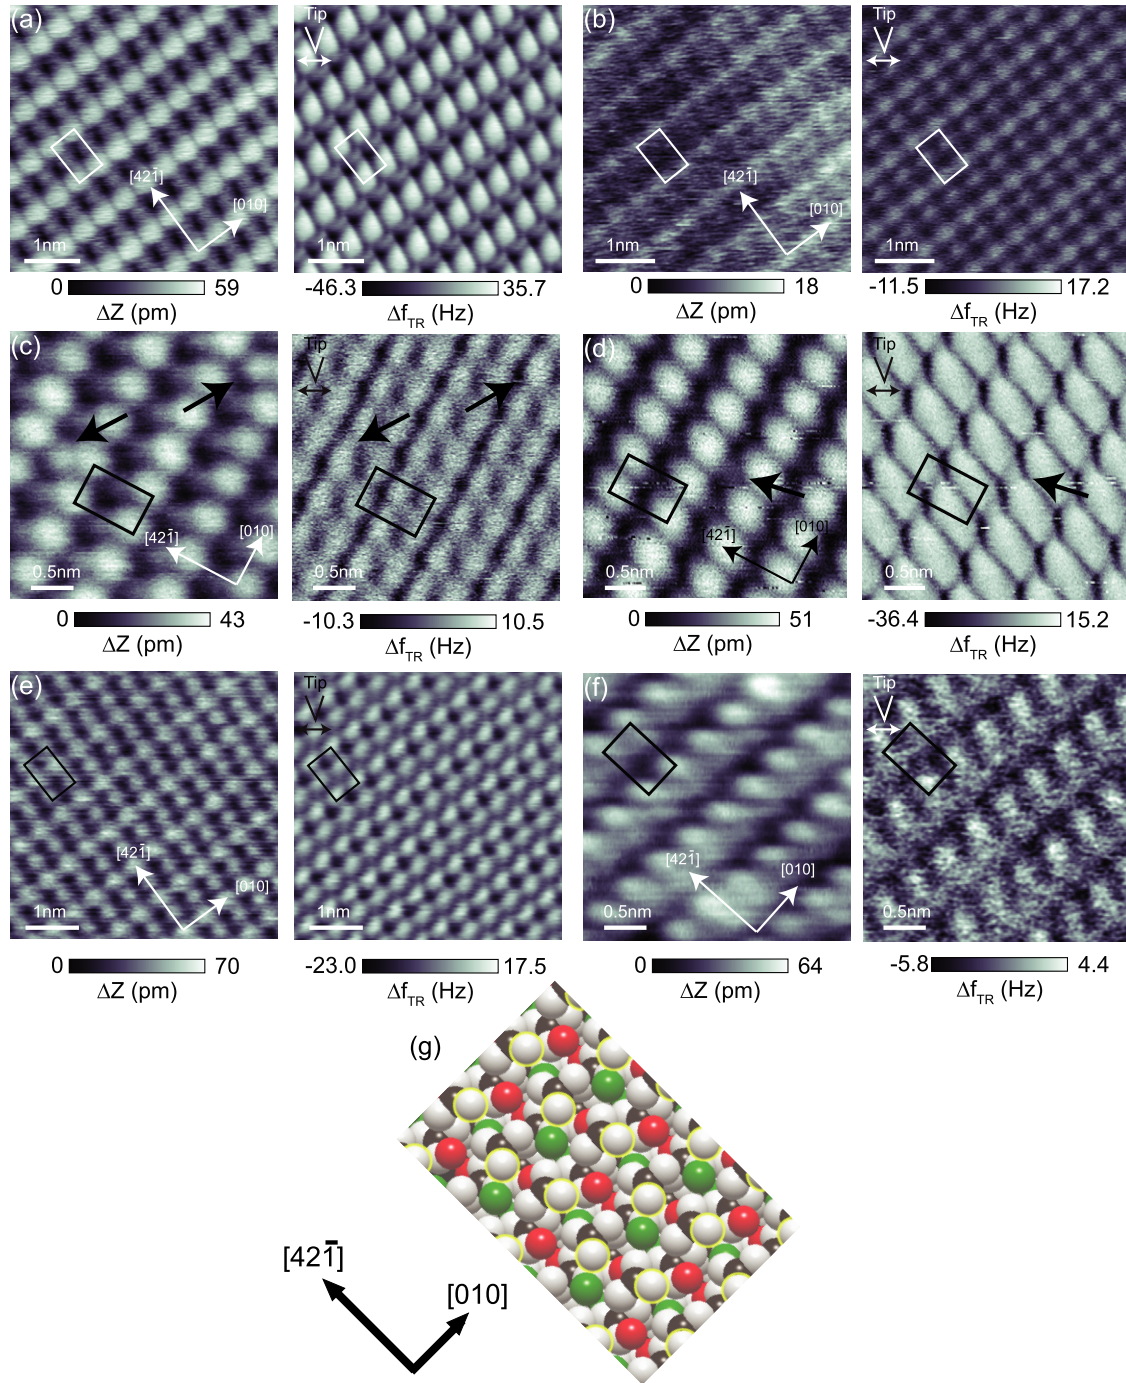 (a)
Tip
[421̄]
[010]
1nm
1nm
0 59
ΔZ (pm)
-46.3 35.7
Δf_TR (Hz)
(b)
Tip
[421̄]
[010]
1nm
1nm
0 18
ΔZ (pm)
-11.5 17.2
Δf_TR (Hz)
(c)
Tip
[421̄]
[010]
0.5nm
0.5nm
0 43
ΔZ (pm)
-10.3 10.5
Δf_TR (Hz)
(d)
Tip
[421̄]
[010]
0.5nm
0.5nm
0 51
ΔZ (pm)
-36.4 15.2
Δf_TR (Hz)
(e)
Tip
[421̄]
[010]
1nm
1nm
0 70
ΔZ (pm)
-23.0 17.5
Δf_TR (Hz)
(f)
Tip
[421̄]
[010]
0.5nm
0.5nm
0 64
ΔZ (pm)
-5.8 4.4
Δf_TR (Hz)
(g)
[421̄]
[010]